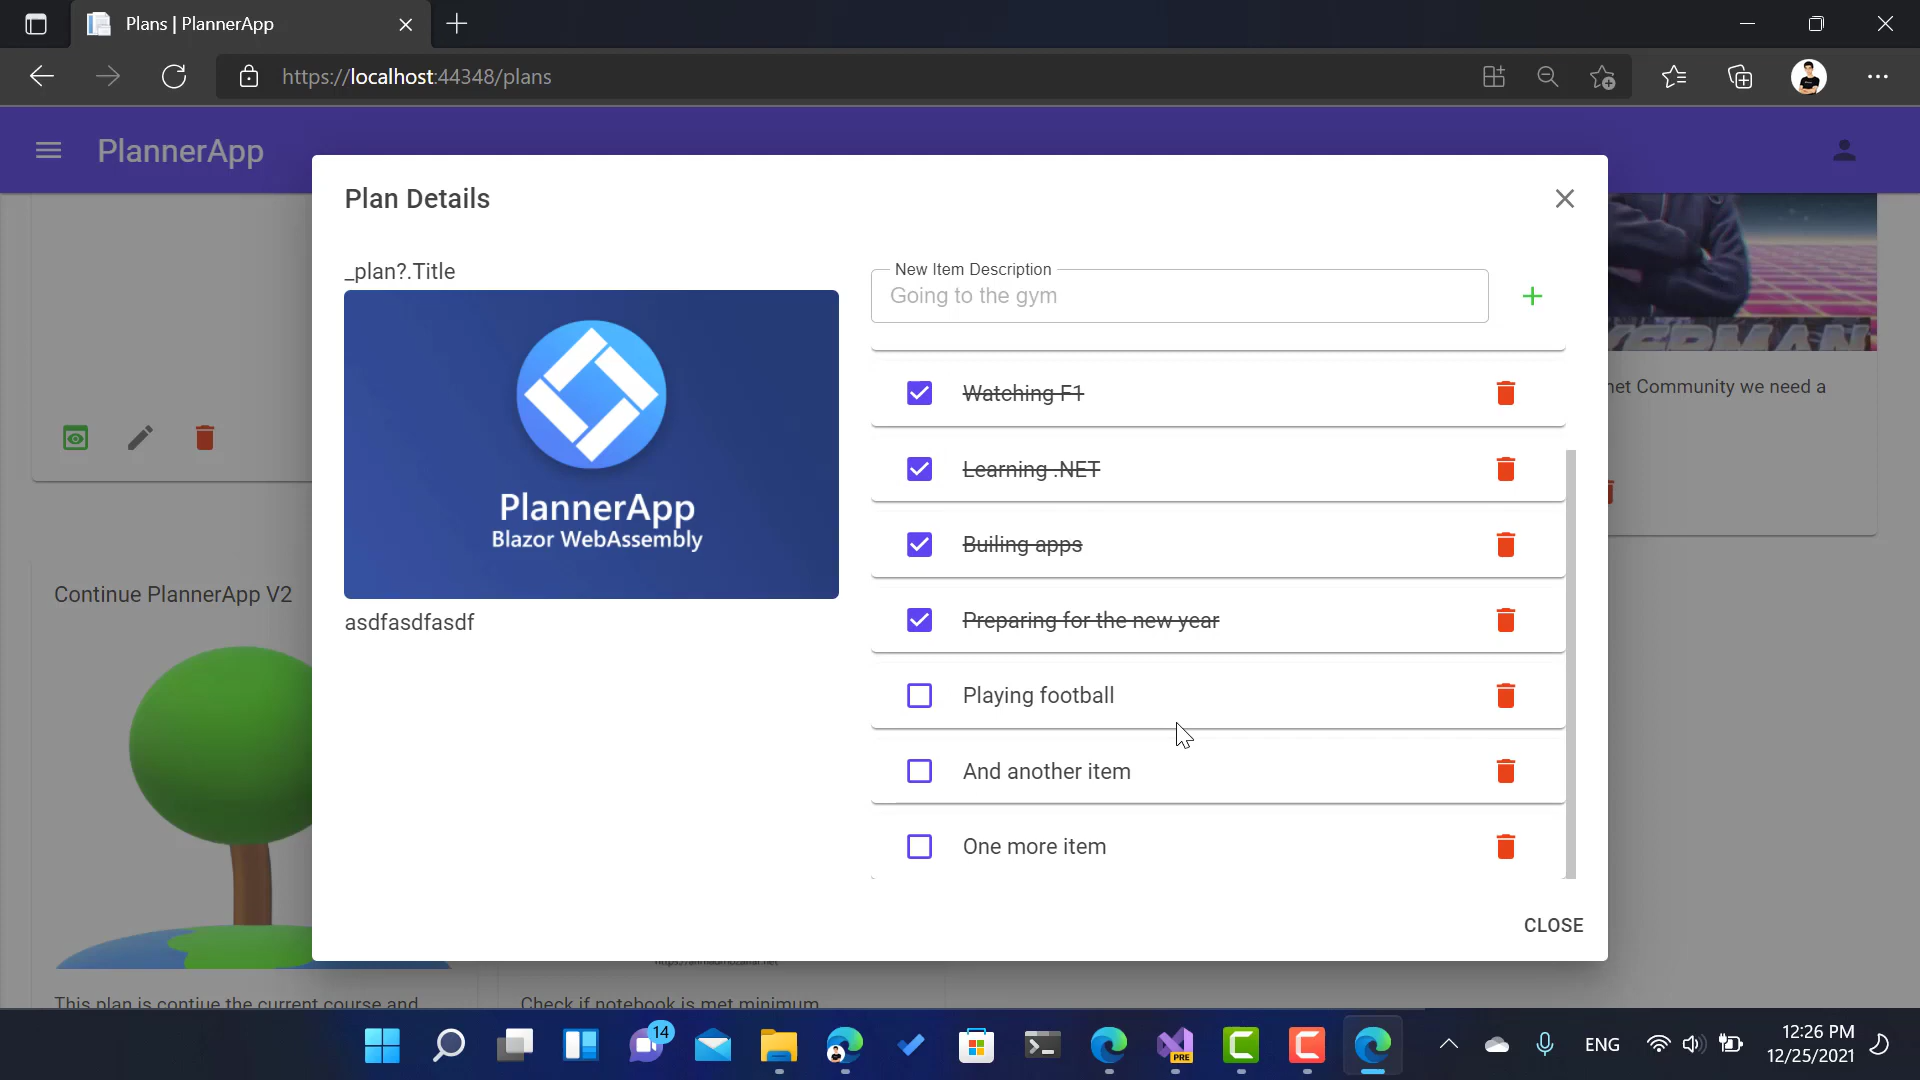 Plans | PlannerApp
https://localhost:44348/plans
PlannerApp
Plan Details
_plan?.Title
New Item Description
Going to the gym
PlannerApp
Blazor WebAssembly
asdfasdfasdf
Watching F1
Learning .NET
Builing apps
Preparing for the new year
Playing football
And another item
One more item
CLOSE
net Community we need a
Continue PlannerApp V2
This plan is contiue the current course and
Check if notebook is met minimum
14
PRE
ENG
12:26 PM
12/25/2021